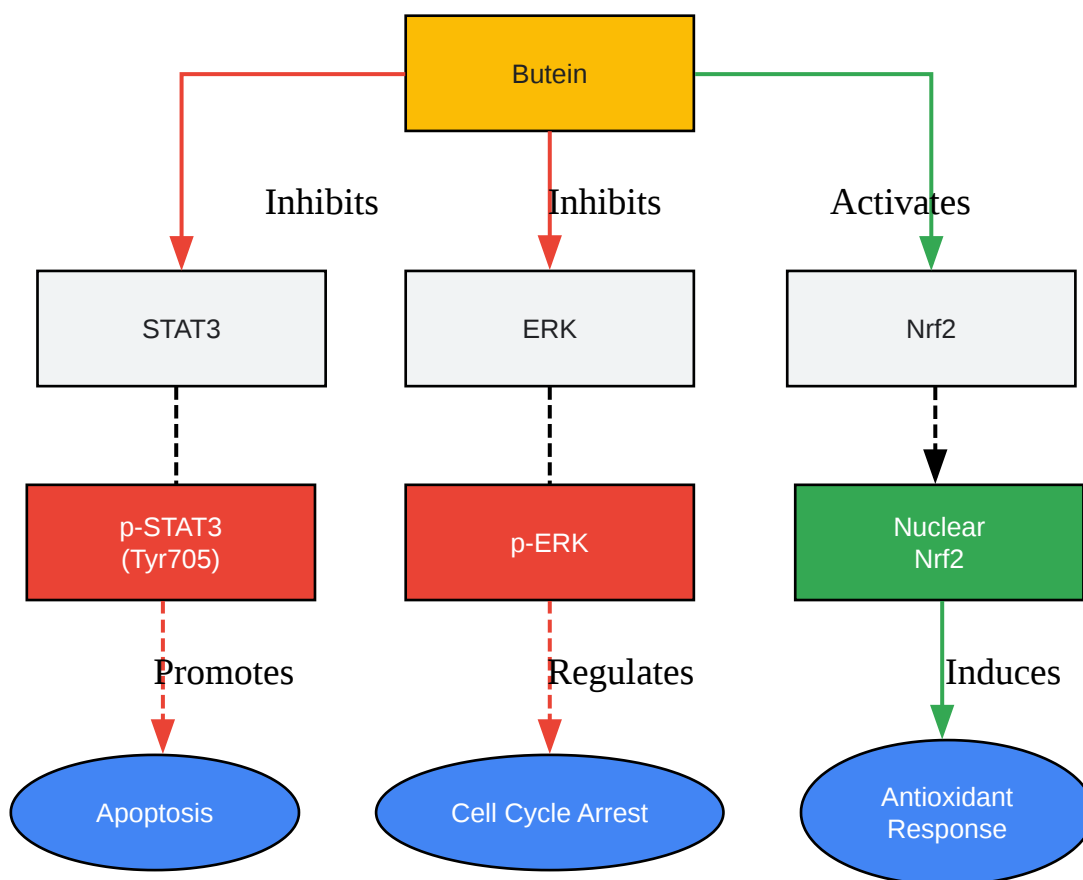 Butein
Inhibits
Inhibits
Activates
STAT3
ERK
Nrf2
p-STAT3
(Tyr705)
p-ERK
Nuclear
Nrf2
Promotes
Regulates
Induces
Apoptosis
Cell Cycle Arrest
Antioxidant
Response